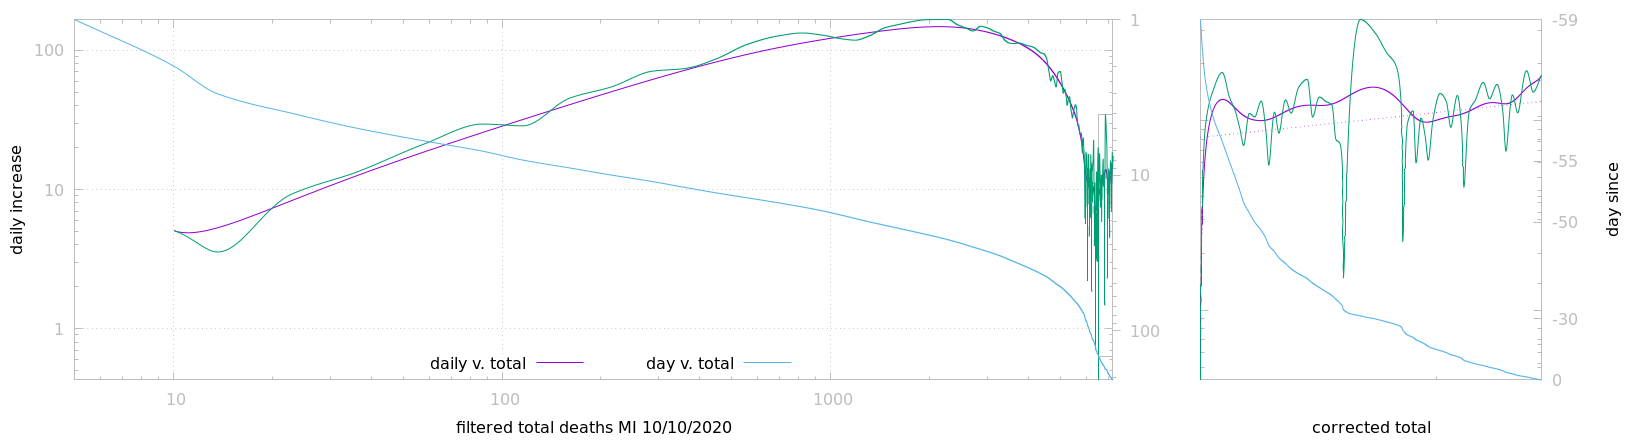 1
-59
100
daily increase
10
10
-55
-50
day since
-30
1
100
daily v. total
day v. total
0
10
100
1000
filtered total deaths MI 10/10/2020
corrected total